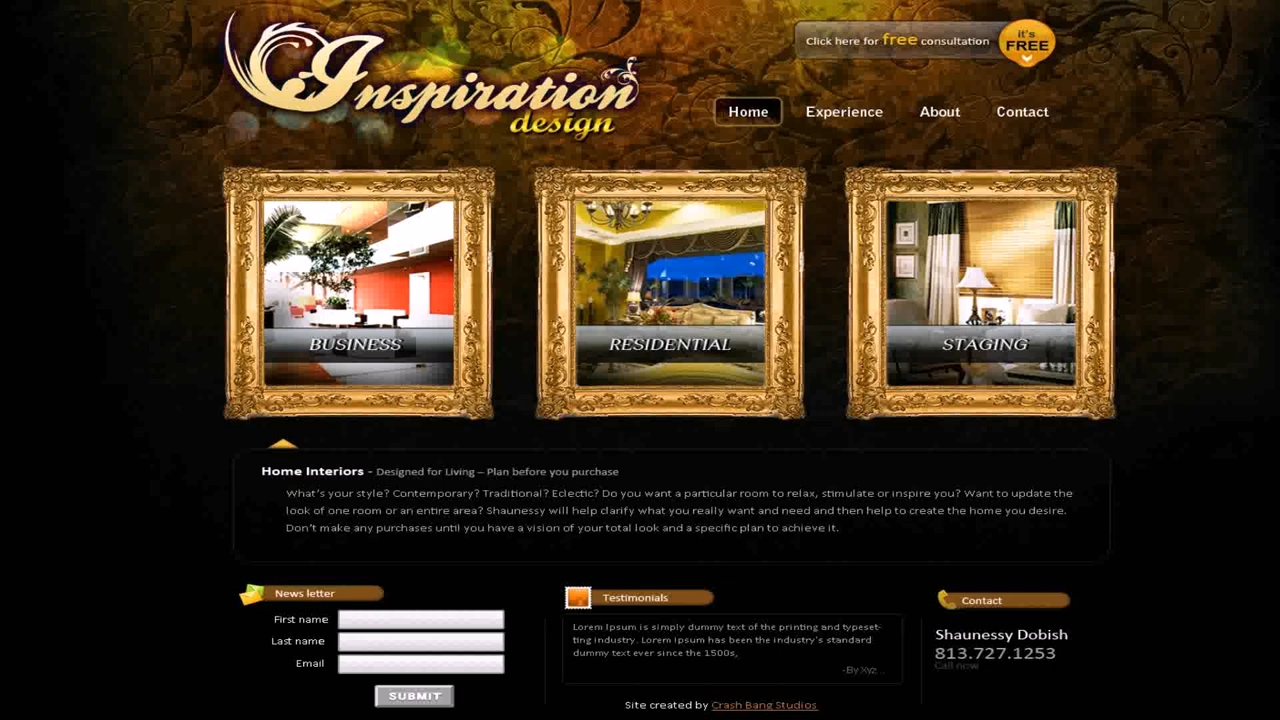 Inspiration
design
Click here for free consultation
it's
FREE
Home
Experience
About
Contact
BUSINESS
RESIDENTIAL
STAGING
Home Interiors - Designed for Living – Plan before you purchase
What's your style? Contemporary? Traditional? Eclectic? Do you want a particular room to relax, stimulate or inspire you? Want to update the
look of one room or an entire area? Shaunessy will help clarify what you really want and need and then help to create the home you desire.
Don't make any purchases until you have a vision of your total look and a specific plan to achieve it.
News letter
First name
Last name
Email
SUBMIT
Testimonials
Lorem Ipsum is simply dummy text of the printing and typeset-
ting industry. Lorem Ipsum has been the industry's standard
dummy text ever since the 1500s,
-By Xyz...
Site created by Crash Bang Studios
Contact
Shaunessy Dobish
813.727.1253
Call now